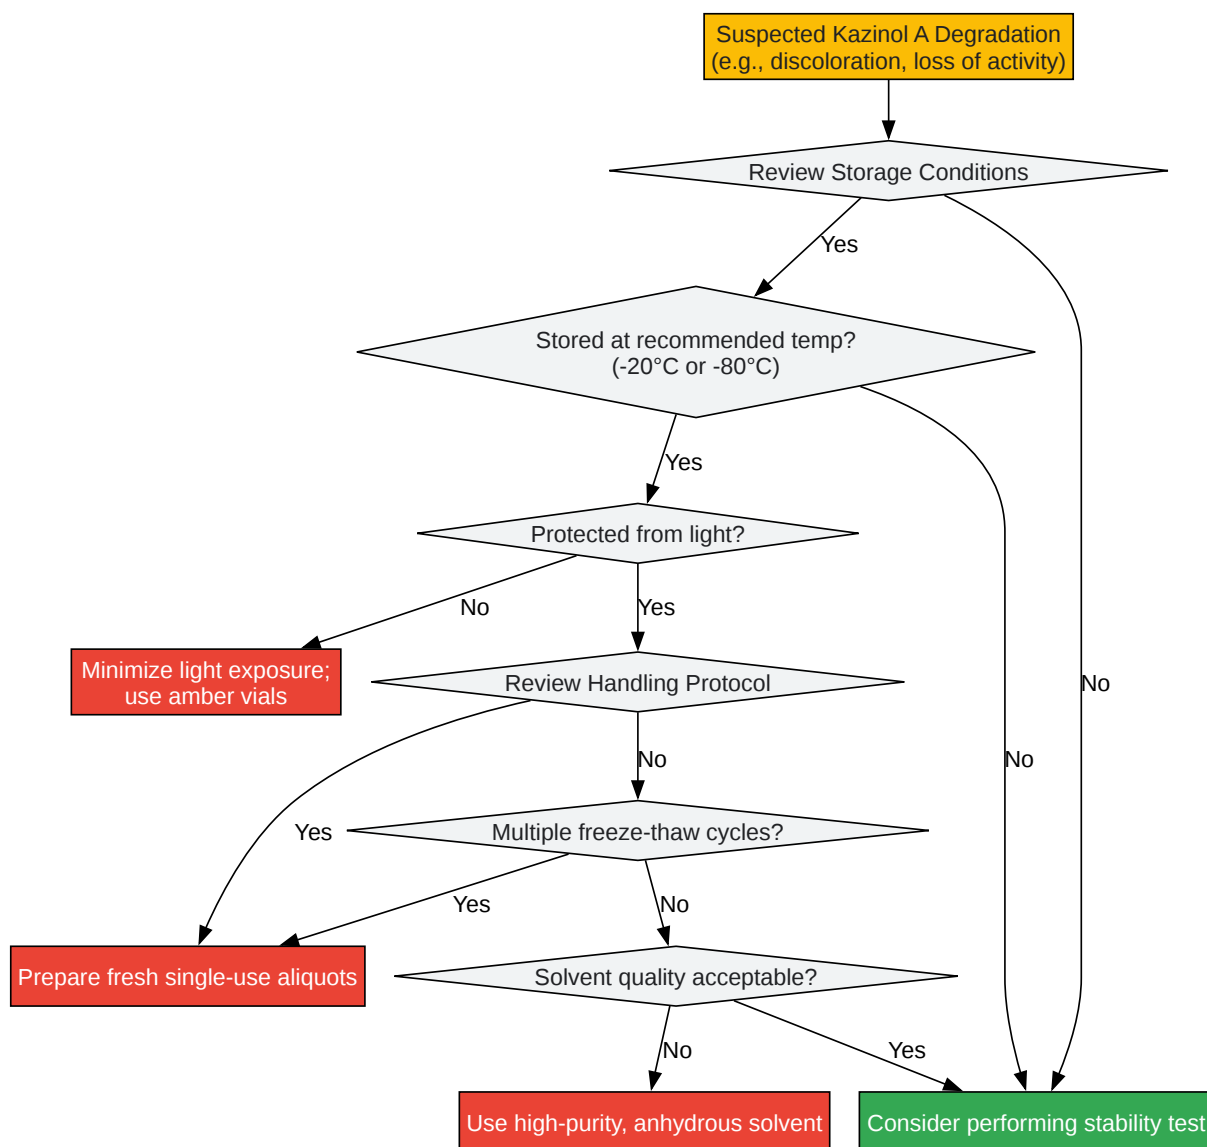 Suspected Kazinol A Degradation
(e.g., discoloration, loss of activity)
Review Storage Conditions
Yes
Stored at recommended temp?
(-20°C or -80°C)
Yes
Protected from light?
No
Yes
Minimize light exposure;
use amber vials
Review Handling Protocol
No
No
No
Yes
Multiple freeze-thaw cycles?
Yes
No
Prepare fresh single-use aliquots
Solvent quality acceptable?
No
Yes
Use high-purity, anhydrous solvent
Consider performing stability test